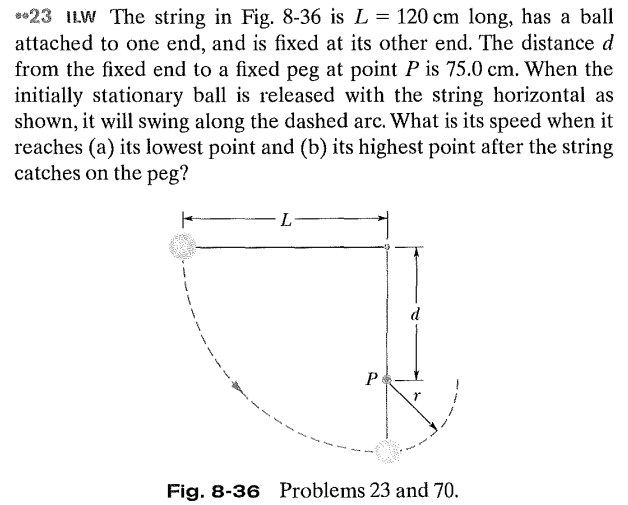 ••23 ILW The string in Fig. 8-36 is L = 120 cm long, has a ball
attached to one end, and is fixed at its other end. The distance d
from the fixed end to a fixed peg at point P is 75.0 cm. When the
initially stationary ball is released with the string horizontal as
shown, it will swing along the dashed arc. What is its speed when it
reaches (a) its lowest point and (b) its highest point after the string
catches on the peg?
L
d
P
r
Fig. 8-36 Problems 23 and 70.